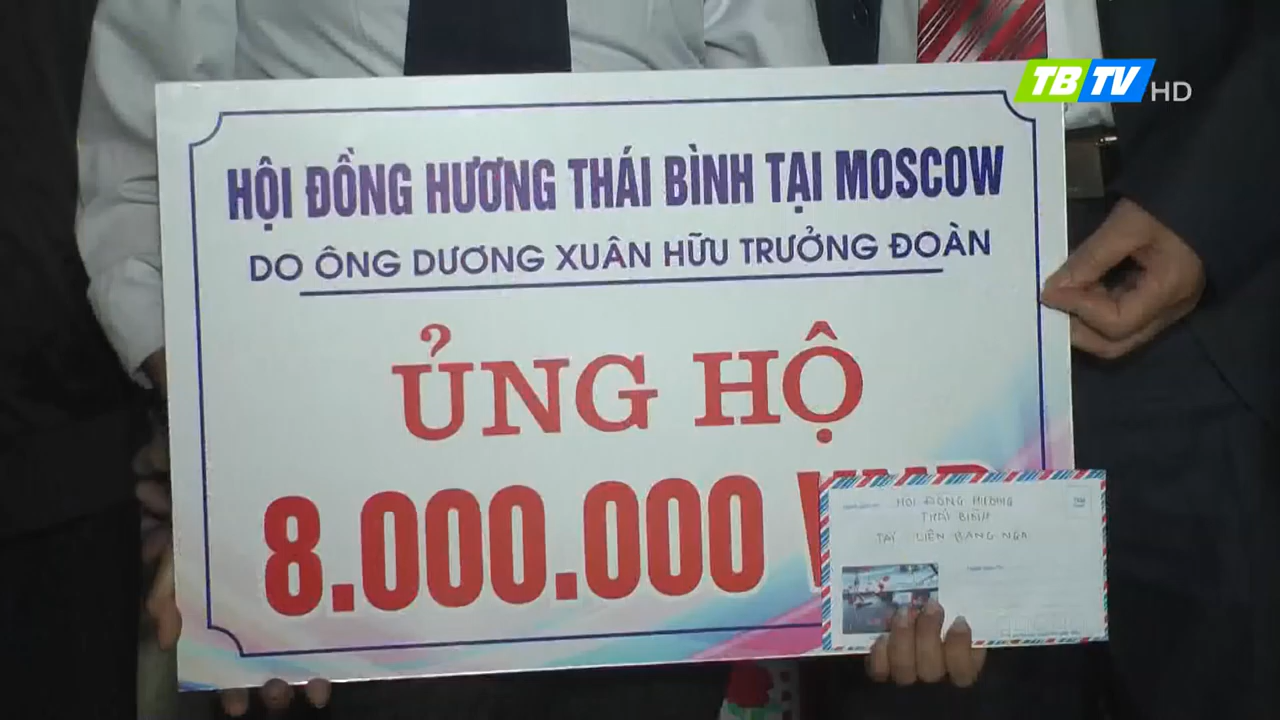 TBTV HD
HỘI ĐỒNG HƯƠNG THÁI BÌNH TẠI MOSCOW
DO ÔNG DƯƠNG XUÂN HỮU TRƯỞNG ĐOÀN
ỦNG HỘ
8.000.000
HỘI ĐỒNG HƯƠNG
THÁI BÌNH
TẠI LIÊN BANG NGA